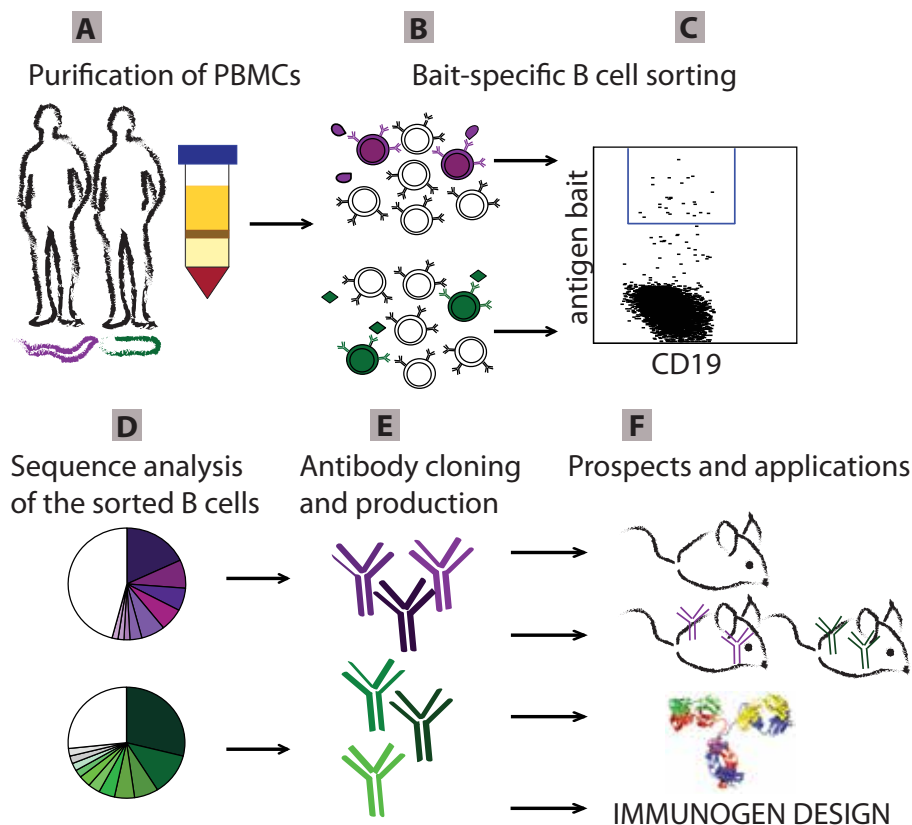 A
B
C
Purification of PBMCs
Bait-specific B cell sorting
antigen bait
CD19
D
E
F
Sequence analysis
of the sorted B cells
Antibody cloning
and production
Prospects and applications
IMMUNOGEN DESIGN